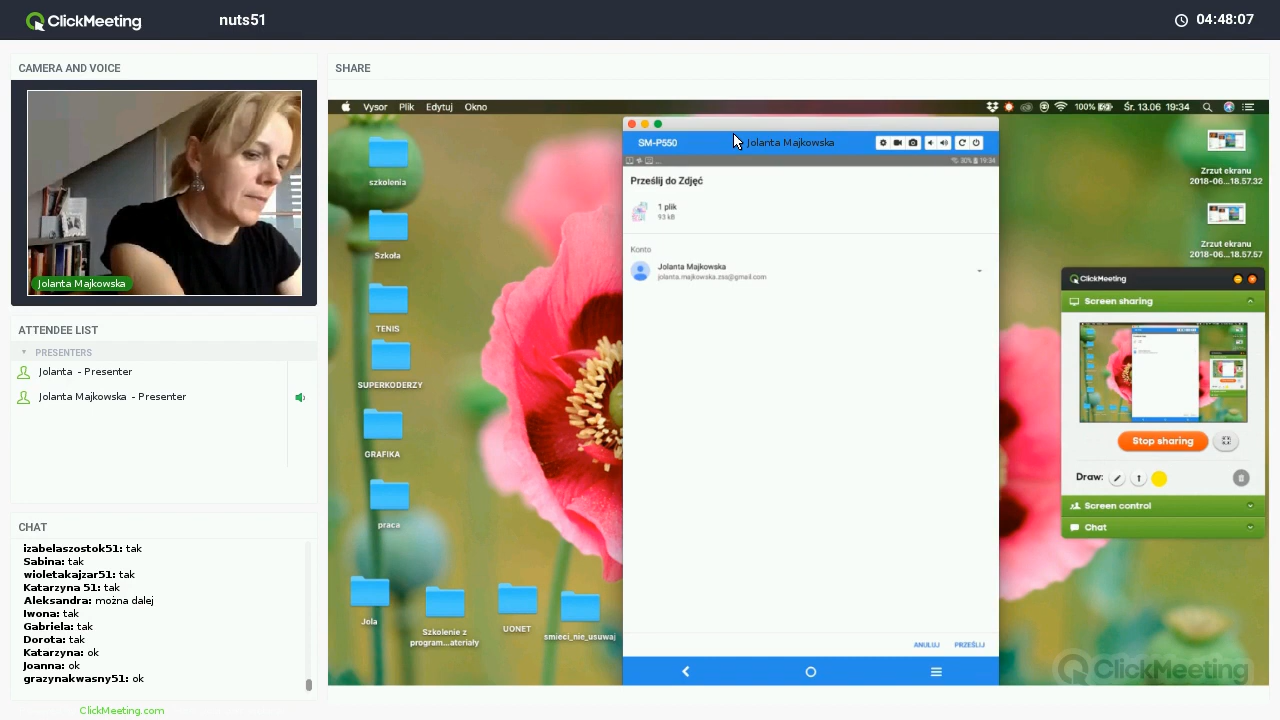 ClickMeeting
nuts51
04:48:07
CAMERA AND VOICE
Jolanta Majkowska
ATTENDEE LIST
PRESENTERS
Jolanta - Presenter
Jolanta Majkowska - Presenter
CHAT
izabelaszostok51: tak
Sabina: tak
wioletakajzar51: tak
Katarzyna 51: tak
Aleksandra: można dalej
Iwona: tak
Gabriela: tak
Dorota: tak
Katarzyna: ok
Joanna: ok
grazynakwasny51: ok
ClickMeeting.com
SHARE
Vysor Plik Edytuj Okno
100% Śr. 13.06 19:34
szkolenia
Szkoła
TENIS
SUPERKODERZY
GRAFIKA
praca
Jola
Szkolenie z
program...ateriały
UONET
smieci_nie_usuwaj
SM-P550
Jolanta Majkowska
30% 19:34
Prześlij do Zdjęć
1 plik
93 kB
Konto
Jolanta Majkowska
jolanta.majkowska.zss@gmail.com
ANULUJ PRZEŚLIJ
Zrzut ekranu
2018-06...18.57.32
Zrzut ekranu
2018-06...18.57.57
ClickMeeting
Screen sharing
Stop sharing
Draw:
Screen control
Chat
ClickMeeting